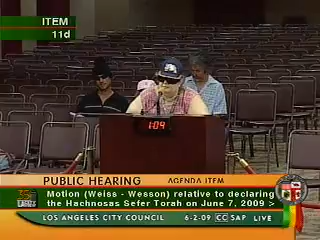 ITEM
11d
1:09
PUBLIC HEARING AGENDA ITEM
Motion (Weiss - Wesson) relative to declaring
the Hachnosas Sefer Torah on June 7, 2009 >
LOS ANGELES CITY COUNCIL 6-2-09 CC SAP LIVE